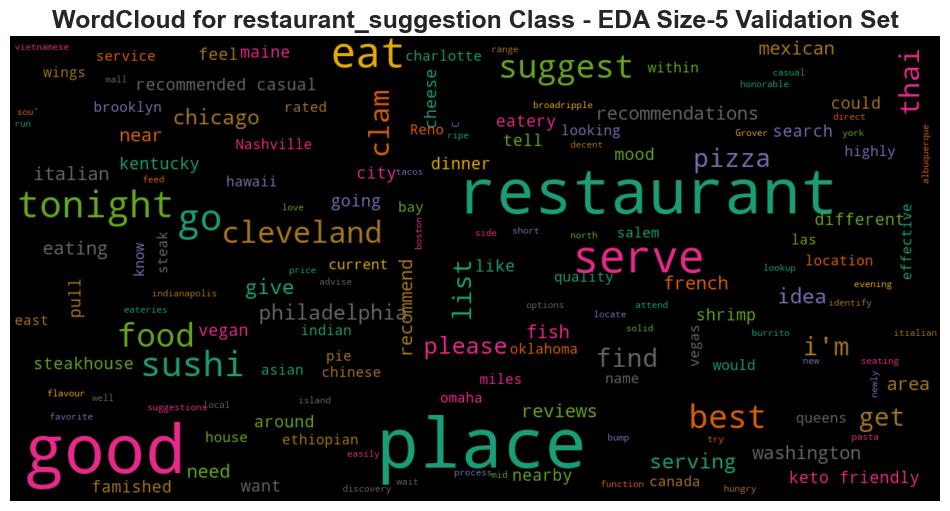 WordCloud for restaurant_suggestion Class - EDA Size-5 Validation Set
vietnamese
service
feel
maine
eat
charlotte
suggest
within
range
mexican
casual
honorable
thai
wings
mall
recommended casual
cheese
brooklyn
chicago
rated
clam
broadripple
recommendations
could
direct
sou'
run
near
Nashville
Reno
C
ripe
eatery
tell
looking
decent
Grover
york
search
highly
albuquerque
italian
kentucky
feed
hawaii
city
tacos
dinner
mood
pizza
tonight
go
love
going
bay
restaurant
different
effective
cleveland
boston
side
short
north
salem
las
eating
know
steak
price
current
recommend
list
like
serve
quality
lookup
location
pull
indianapolis
give
advise
options
attend
french
idea
evening
identify
east
eateries
philadelphia
locate
shrimp
burrito
itialian
food
vegan
indian
please
fish
solid
vegas
i'm
steakhouse
sushi
asian
pie
chinese
oklahoma
find
would
new
seating
flavour
well
miles
name
newly
area
favorite
suggestions
local
island
omaha
reviews
best
queens
get
good
house
around
ethiopian
place
bump
try
pasta
easily
need
process
mid
nearby
serving
washington
famished
want
discovery
wait
function
canada
hungry
keto friendly